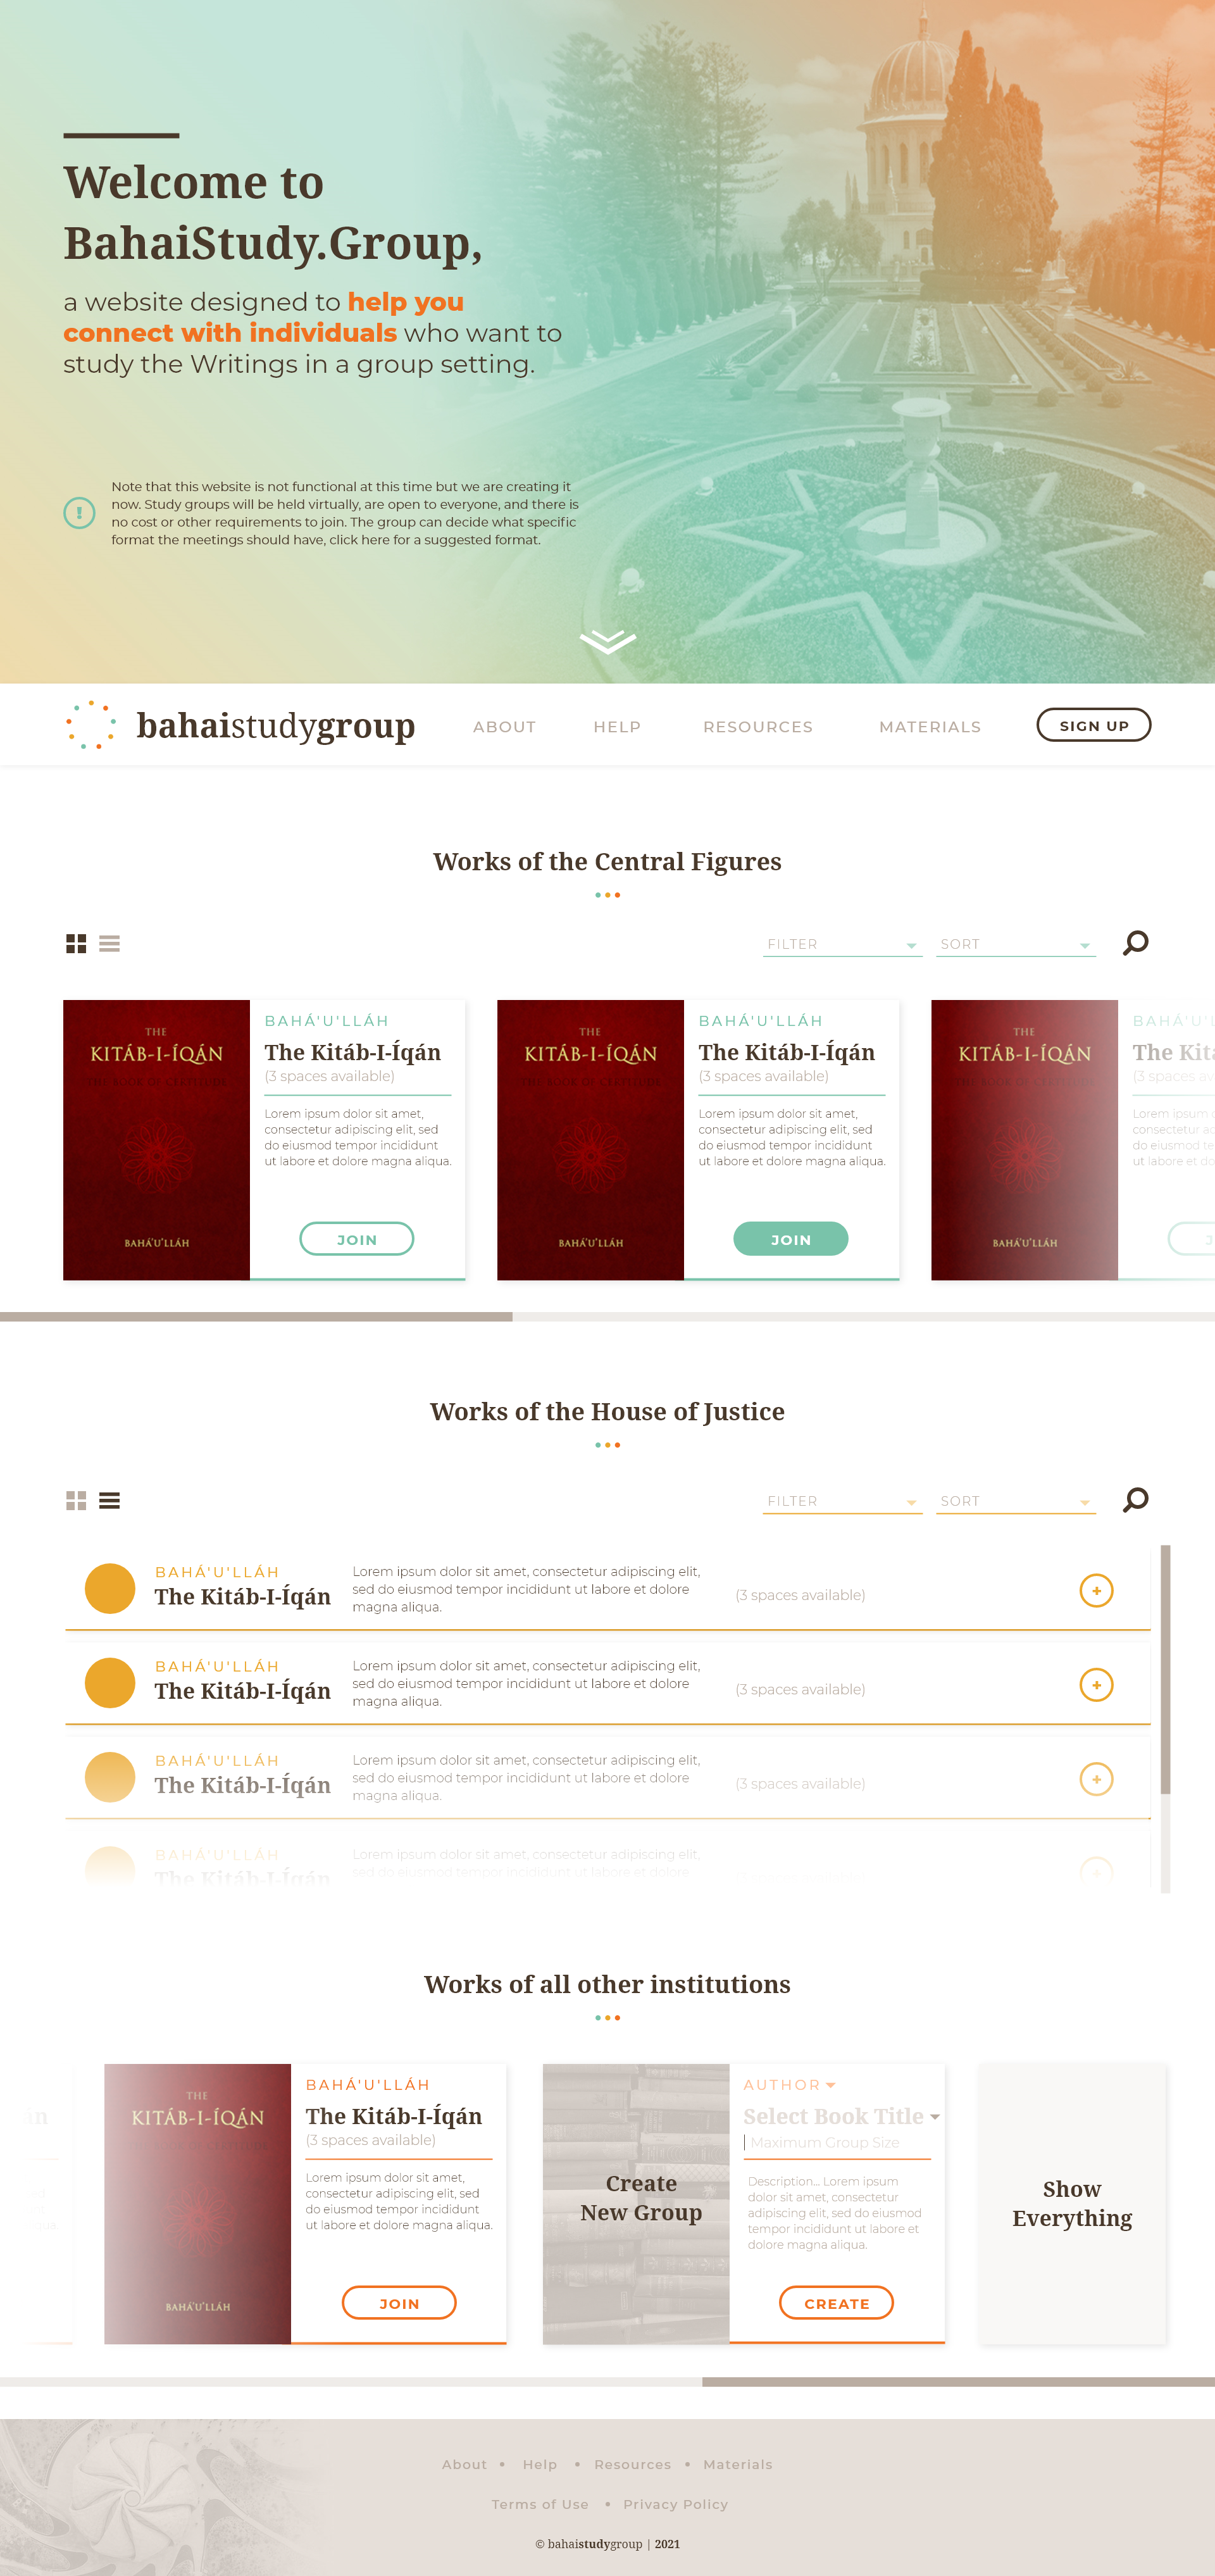 Welcome to
BahaiStudy.Group,
a website designed to help you
connect with individuals who want to
study the Writings in a group setting.
Note that this website is not functional at this time but we are creating it
now. Study groups will be held virtually, are open to everyone, and there is
no cost or other requirements to join. The group can decide what specific
format the meetings should have, click here for a suggested format.
bahaistudygroup
ABOUT HELP RESOURCES MATERIALS SIGN UP
Works of the Central Figures
FILTER SORT
THE
KITÁB-I-ÍQÁN
THE BOOK OF CERTITUDE
BAHÁ'U'LLÁH
BAHÁ'U'LLÁH
The Kitáb-I-Íqán
(3 spaces available)
Lorem ipsum dolor sit amet,
consectetur adipiscing elit, sed
do eiusmod tempor incididunt
ut labore et dolore magna aliqua.
JOIN
THE
KITÁB-I-ÍQÁN
THE BOOK OF CERTITUDE
BAHÁ'U'LLÁH
BAHÁ'U'LLÁH
The Kitáb-I-Íqán
(3 spaces available)
Lorem ipsum dolor sit amet,
consectetur adipiscing elit, sed
do eiusmod tempor incididunt
ut labore et dolore magna aliqua.
JOIN
THE
KITÁB-I-ÍQÁN
THE BOOK OF CERTITUDE
BAHÁ'U'LLÁH
BAHÁ'U'L
The Kitá
(3 spaces av
Lorem ipsum
consectetur
do eiusmod
ut labore et
J
Works of the House of Justice
FILTER SORT
BAHÁ'U'LLÁH
The Kitáb-I-Íqán
Lorem ipsum dolor sit amet, consectetur adipiscing elit,
sed do eiusmod tempor incididunt ut labore et dolore
magna aliqua.
(3 spaces available)
+
BAHÁ'U'LLÁH
The Kitáb-I-Íqán
Lorem ipsum dolor sit amet, consectetur adipiscing elit,
sed do eiusmod tempor incididunt ut labore et dolore
magna aliqua.
(3 spaces available)
+
BAHÁ'U'LLÁH
The Kitáb-I-Íqán
Lorem ipsum dolor sit amet, consectetur adipiscing elit,
sed do eiusmod tempor incididunt ut labore et dolore
magna aliqua.
(3 spaces available)
+
BAHÁ'U'LLÁH
The Kitáb-I-Íqán
Lorem ipsum dolor sit amet, consectetur adipiscing elit,
sed do eiusmod tempor incididunt ut labore et dolore
+
Works of all other institutions
THE
KITÁB-I-ÍQÁN
BAHÁ'U'LLÁH
BAHÁ'U'LLÁH
The Kitáb-I-Íqán
(3 spaces available)
Lorem ipsum dolor sit amet,
consectetur adipiscing elit, sed
do eiusmod tempor incididunt
ut labore et dolore magna aliqua.
JOIN
Create
New Group
AUTHOR
Select Book Title
Maximum Group Size
Description... Lorem ipsum
dolor sit amet, consectetur
adipiscing elit, sed do eiusmod
tempor incididunt ut labore et
dolore magna aliqua.
CREATE
Show
Everything
About • Help • Resources • Materials
Terms of Use • Privacy Policy
© bahaistudygroup | 2021